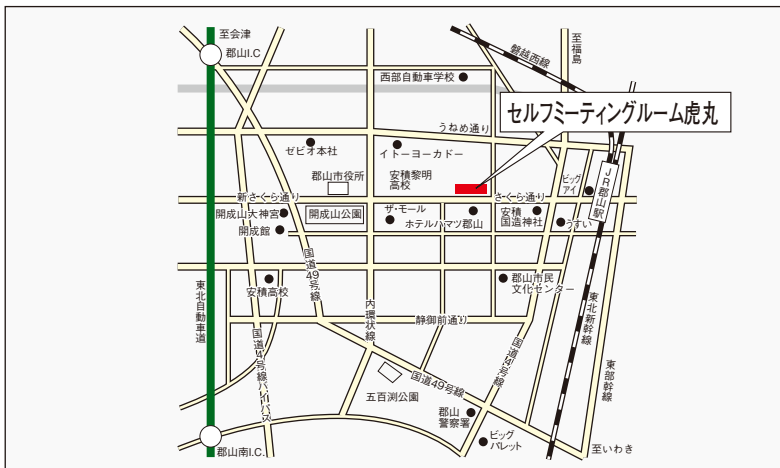 至会津
郡山I.C
至福島
磐越西線
西部自動車学校
セルフミーティングルーム虎丸
うねめ通り
ゼビオ本社
イトーヨーカドー
郡山市役所
安積黎明
高校
ビッグ
アイ
JR郡山駅
新さくら通り
さくら通り
開成山大神宮
開成山公園
ザ・モール
ホテルハマツ郡山
安積
国造神社
うすい
開成館
国道49号線
安積高校
郡山市民
文化センター
東北自動車道
内環状線
静御前通り
東北新幹線
国道4号線バイパス
国道4号線
東部幹線
国道49号線
五百渕公園
郡山
警察署
ビッグ
パレット
至いわき
郡山南I.C.